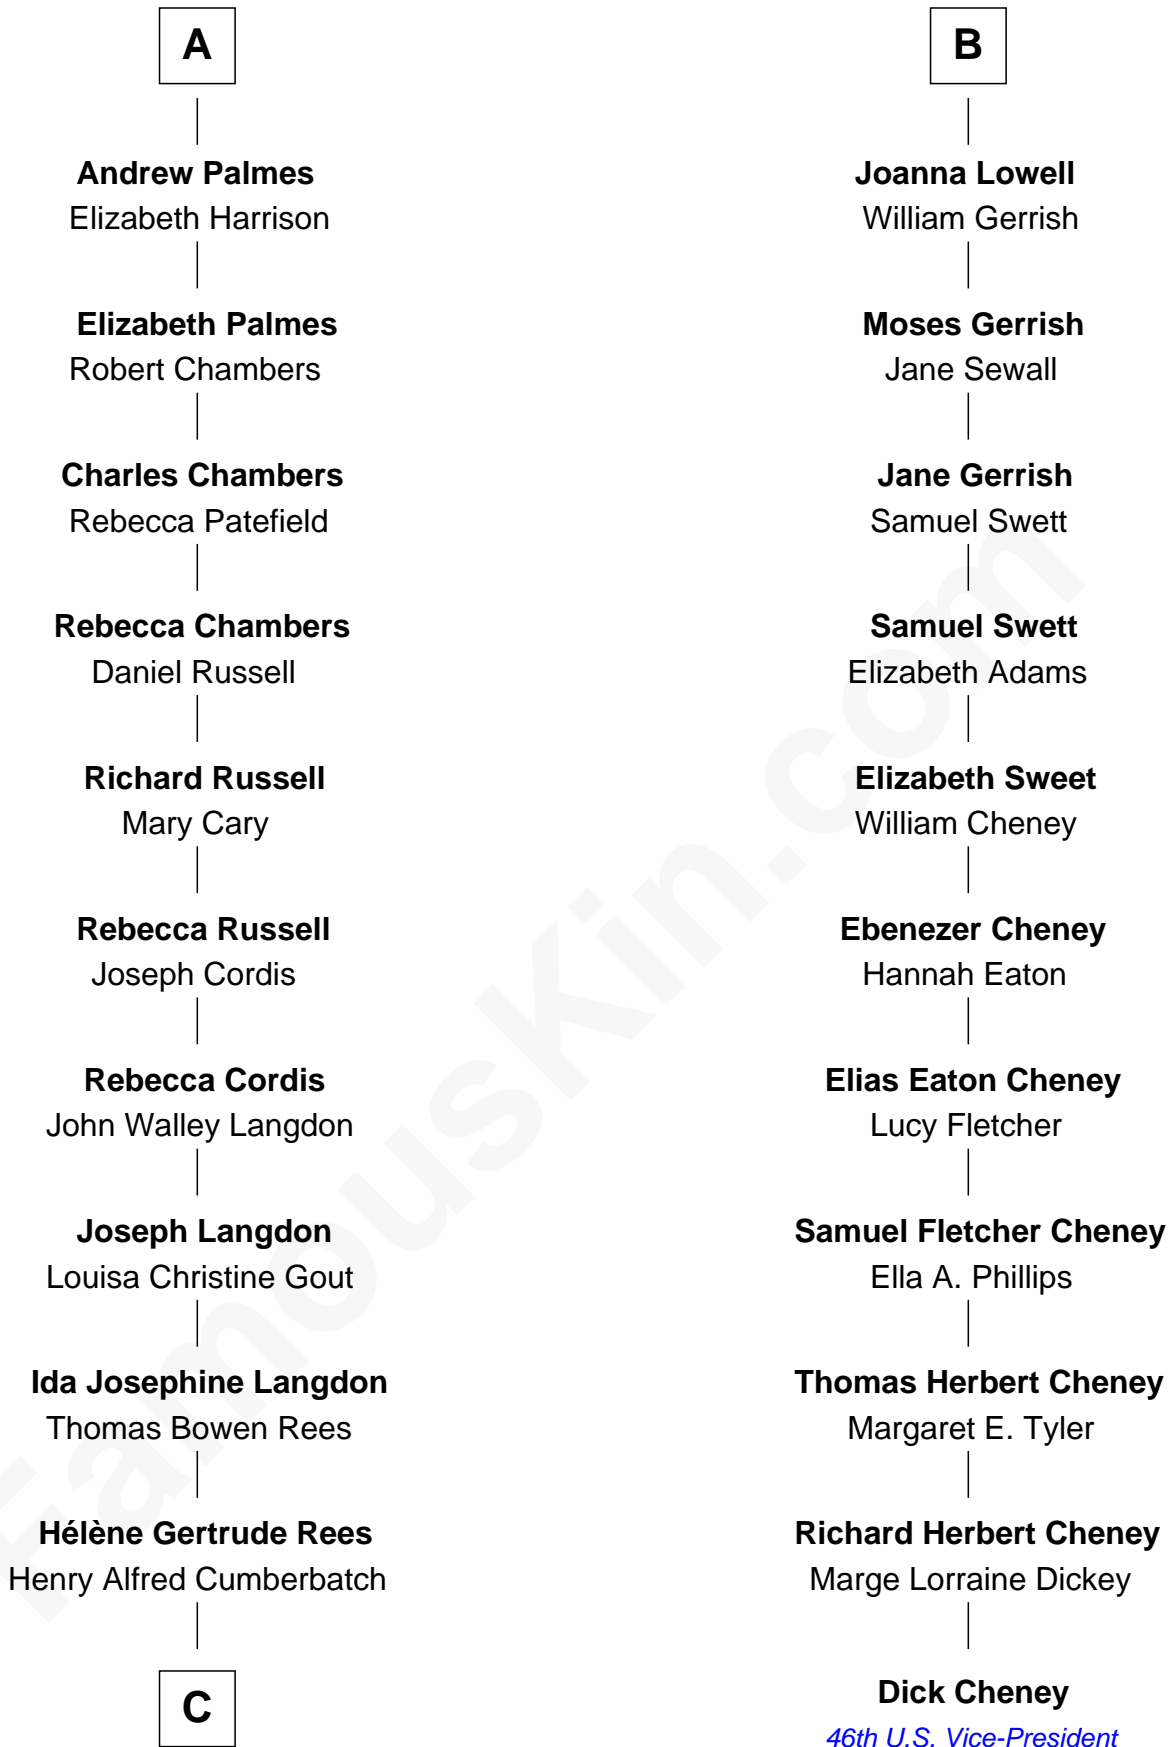 A
Andrew Palmes
Elizabeth Harrison
Elizabeth Palmes
Robert Chambers
Charles Chambers
Rebecca Patefield
Rebecca Chambers
Daniel Russell
Richard Russell
Mary Cary
Rebecca Russell
Joseph Cordis
Rebecca Cordis
John Walley Langdon
Joseph Langdon
Louisa Christine Gout
Ida Josephine Langdon
Thomas Bowen Rees
Hélène Gertrude Rees
Henry Alfred Cumberbatch
C
B
Joanna Lowell
William Gerrish
Moses Gerrish
Jane Sewall
Jane Gerrish
Samuel Swett
Samuel Swett
Elizabeth Adams
Elizabeth Sweet
William Cheney
Ebenezer Cheney
Hannah Eaton
Elias Eaton Cheney
Lucy Fletcher
Samuel Fletcher Cheney
Ella A. Phillips
Thomas Herbert Cheney
Margaret E. Tyler
Richard Herbert Cheney
Marge Lorraine Dickey
Dick Cheney
46th U.S. Vice-President
FamousKin.com